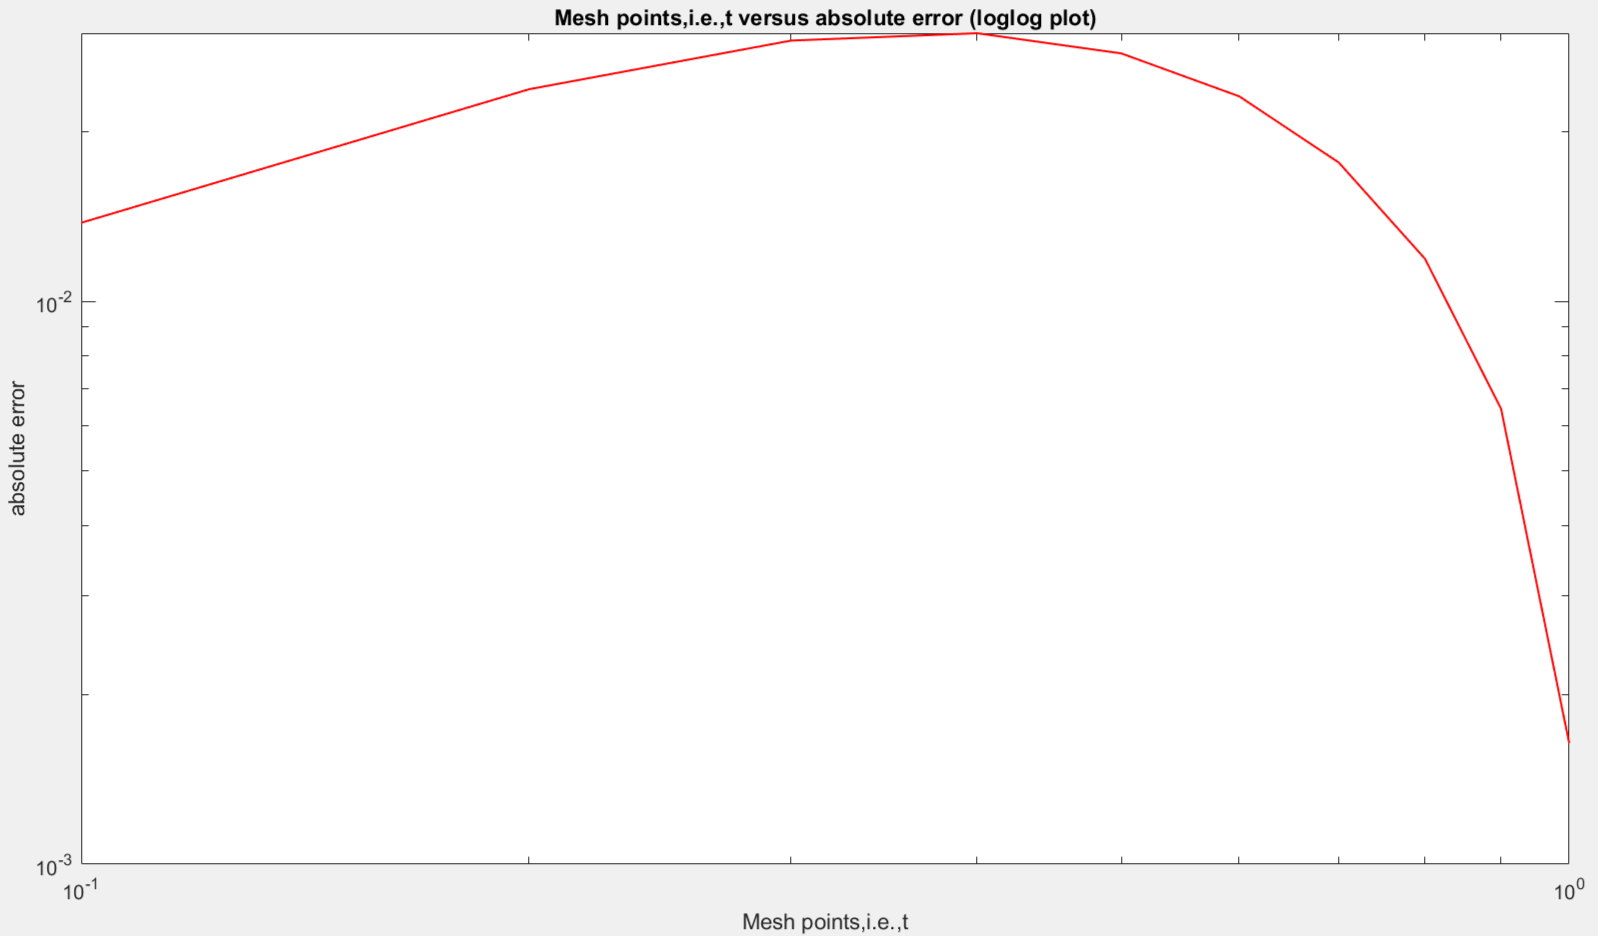 Mesh points,i.e.,t versus absolute error (loglog plot)
absolute error
10^-2
10^-3
10^-1
10^0
Mesh points,i.e.,t